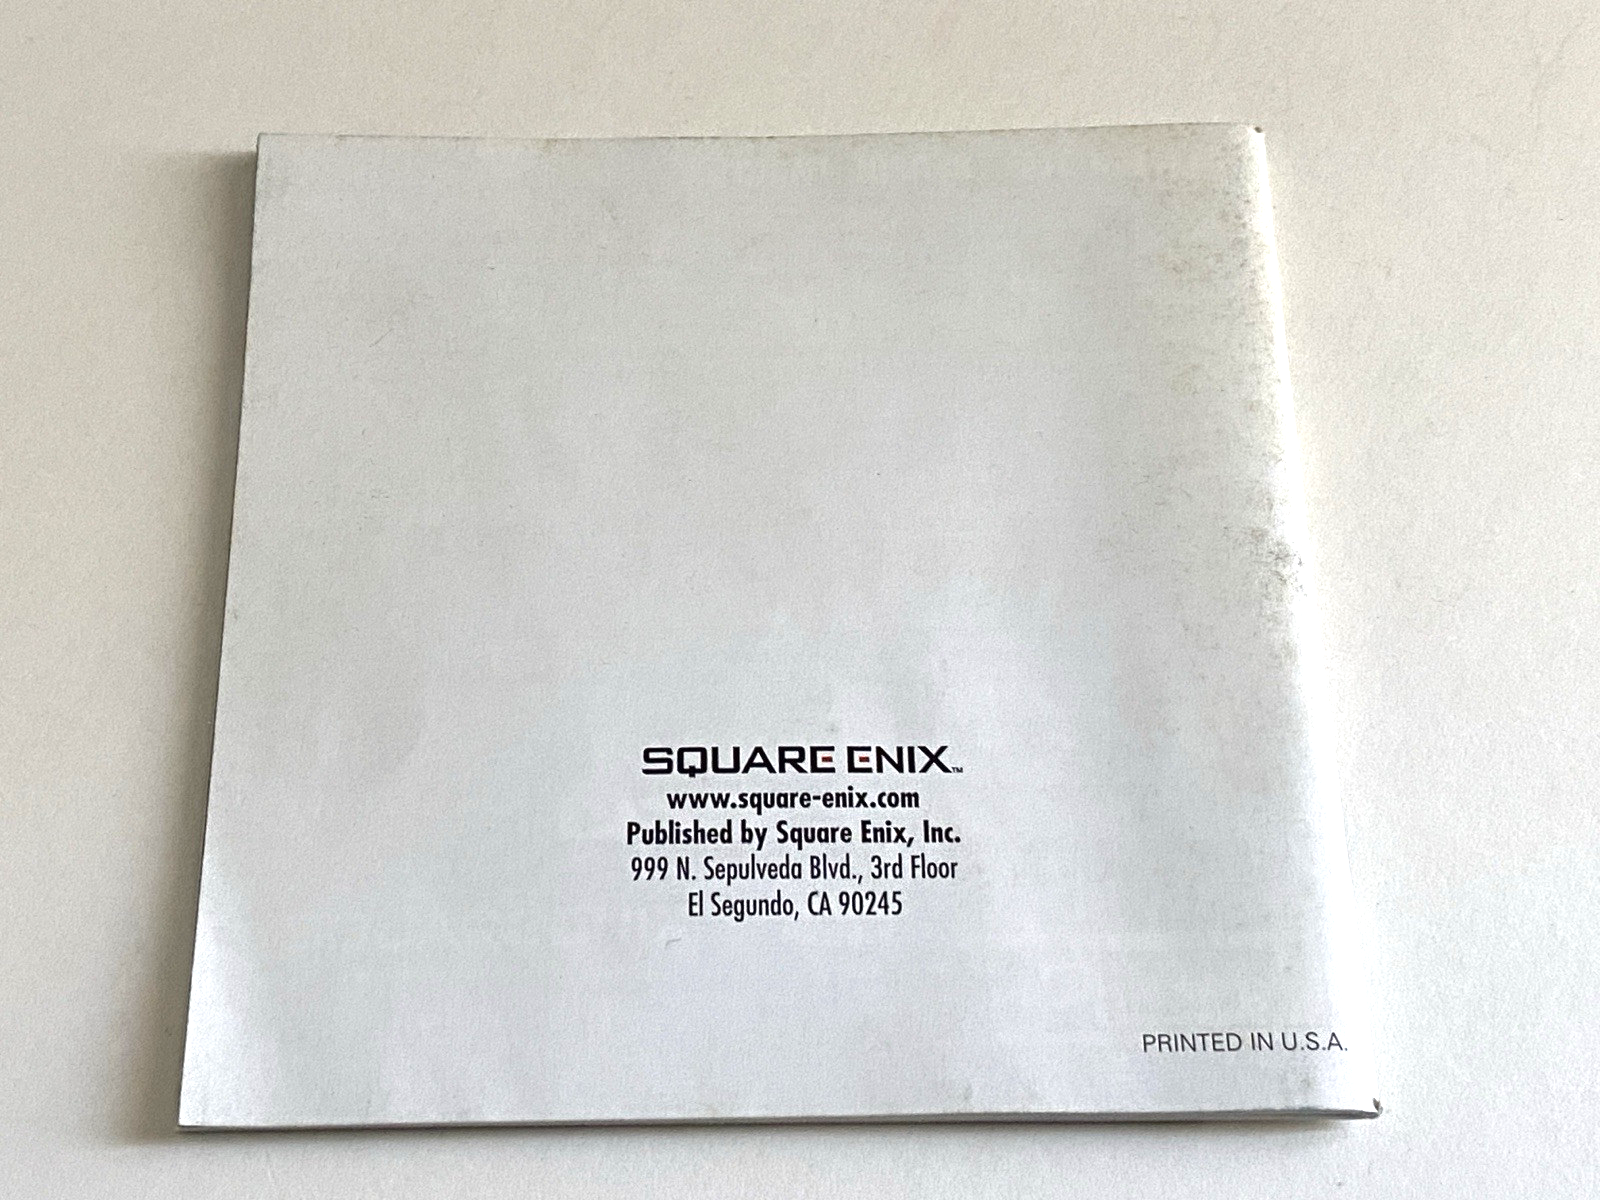 SQUARE ENIX™
www.square-enix.com
Published by Square Enix, Inc.
999 N. Sepulveda Blvd., 3rd Floor
El Segundo, CA 90245
PRINTED IN U.S.A.